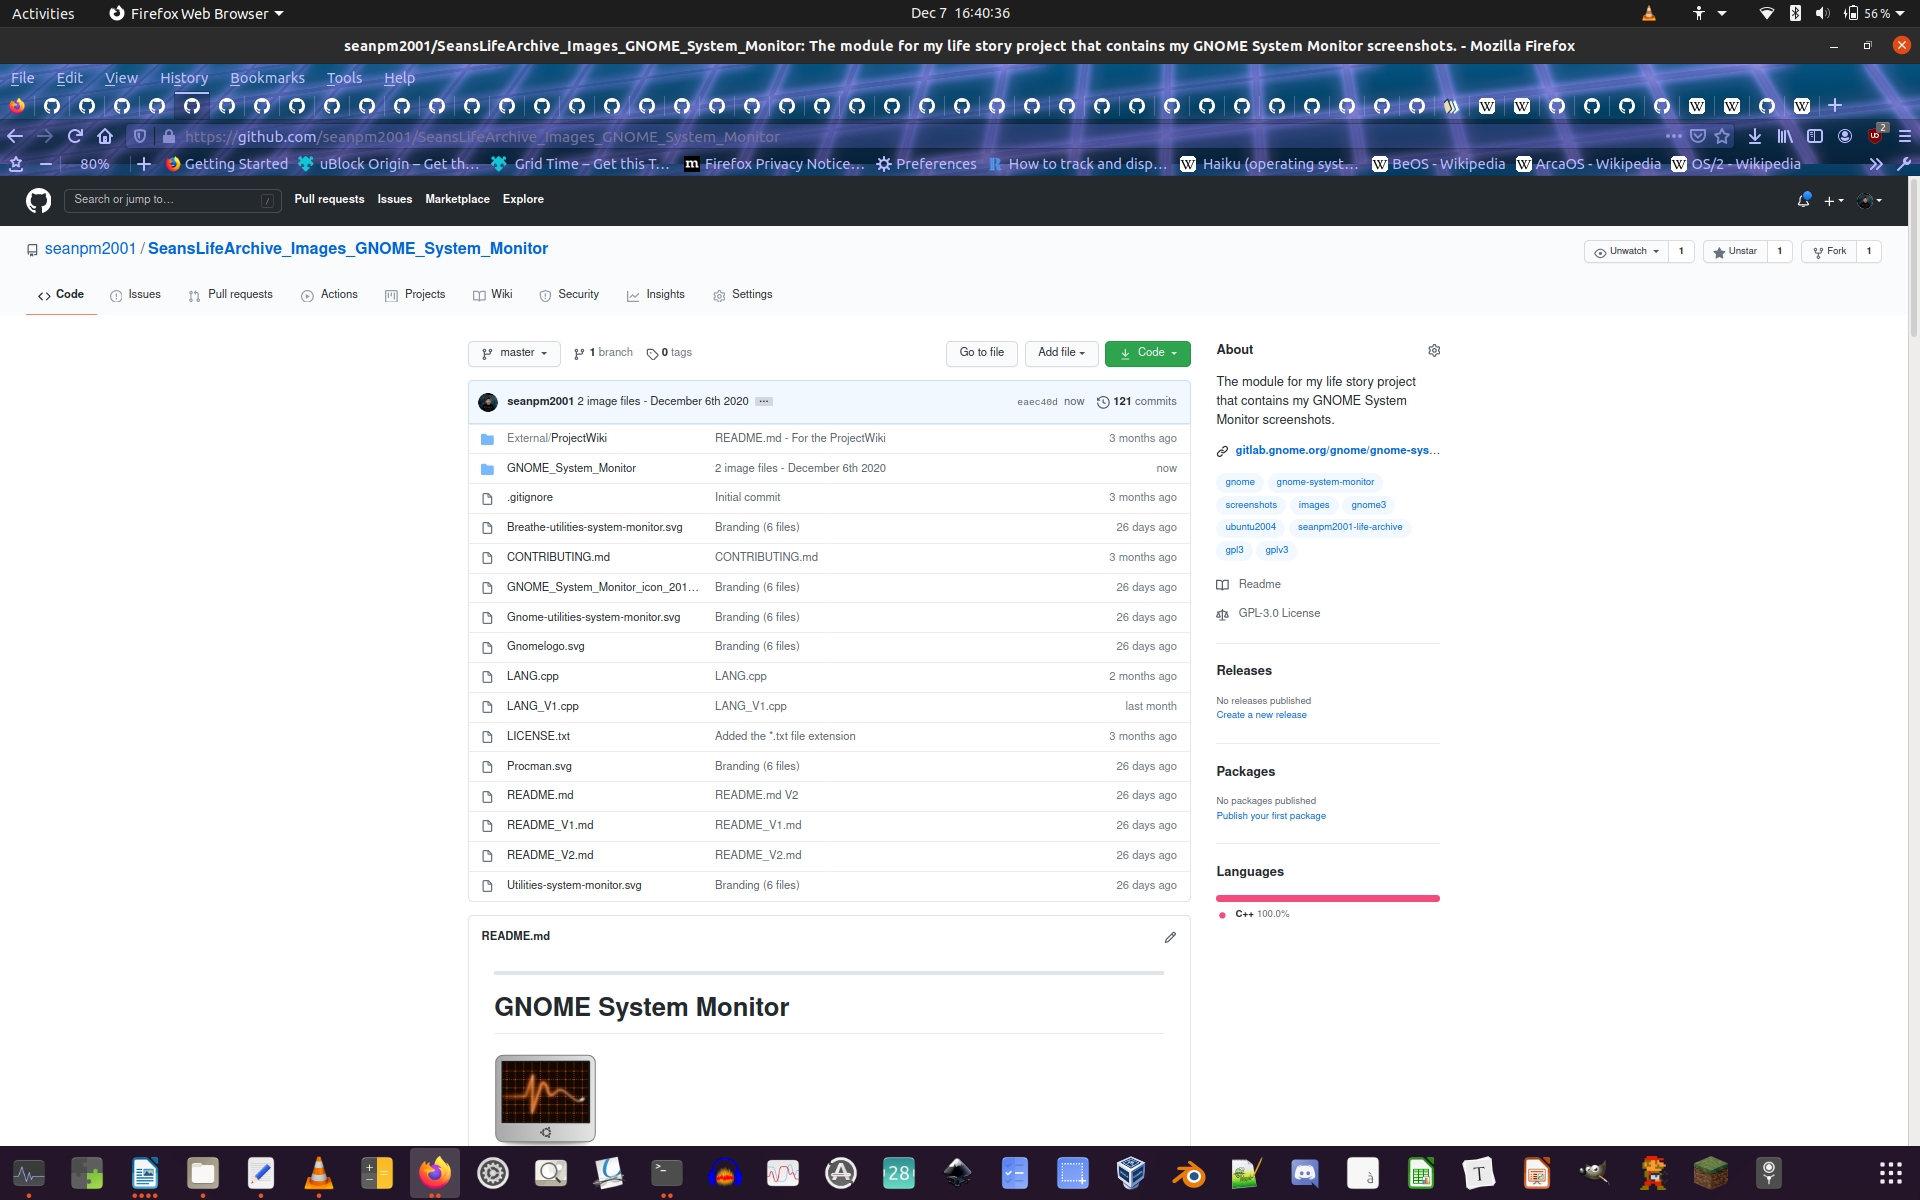 Activities Firefox Web Browser Dec 7 16:40:36 56 %
seanpm2001/SeansLifeArchive_Images_GNOME_System_Monitor: The module for my life story project that contains my GNOME System Monitor screenshots. - Mozilla Firefox
File Edit View History Bookmarks Tools Help
https://github.com/seanpm2001/SeansLifeArchive_Images_GNOME_System_Monitor 2
80% Getting Started uBlock Origin – Get th… Grid Time – Get this T… Firefox Privacy Notice… Preferences How to track and disp… Haiku (operating syst… BeOS - Wikipedia ArcaOS - Wikipedia OS/2 - Wikipedia
Search or jump to… / Pull requests Issues Marketplace Explore
seanpm2001 / SeansLifeArchive_Images_GNOME_System_Monitor Unwatch 1 Unstar 1 Fork 1
Code Issues Pull requests Actions Projects Wiki Security Insights Settings
master 1 branch 0 tags Go to file Add file Code
seanpm2001 2 image files - December 6th 2020 ... eaec40d now 121 commits
External/ProjectWiki README.md - For the ProjectWiki 3 months ago
GNOME_System_Monitor 2 image files - December 6th 2020 now
.gitignore Initial commit 3 months ago
Breathe-utilities-system-monitor.svg Branding (6 files) 26 days ago
CONTRIBUTING.md CONTRIBUTING.md 3 months ago
GNOME_System_Monitor_icon_201… Branding (6 files) 26 days ago
Gnome-utilities-system-monitor.svg Branding (6 files) 26 days ago
Gnomelogo.svg Branding (6 files) 26 days ago
LANG.cpp LANG.cpp 2 months ago
LANG_V1.cpp LANG_V1.cpp last month
LICENSE.txt Added the *.txt file extension 3 months ago
Procman.svg Branding (6 files) 26 days ago
README.md README.md V2 26 days ago
README_V1.md README_V1.md 26 days ago
README_V2.md README_V2.md 26 days ago
Utilities-system-monitor.svg Branding (6 files) 26 days ago
README.md
GNOME System Monitor
About
The module for my life story project
that contains my GNOME System
Monitor screenshots.
gitlab.gnome.org/gnome/gnome-sys…
gnome gnome-system-monitor
screenshots images gnome3
ubuntu2004 seanpm2001-life-archive
gpl3 gplv3
Readme
GPL-3.0 License
Releases
No releases published
Create a new release
Packages
No packages published
Publish your first package
Languages
C++ 100.0%
28